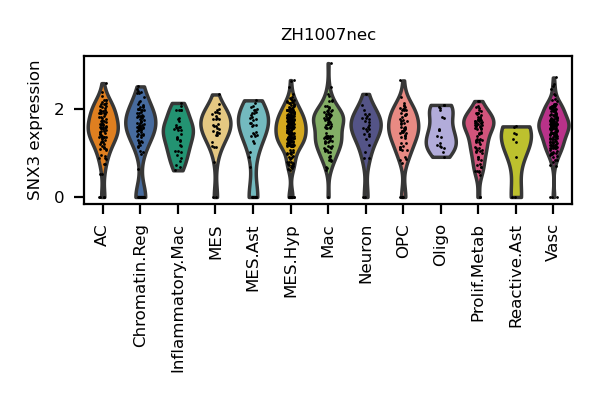 ZH1007nec
SNX3 expression
2
0
AC
Chromatin.Reg
Inflammatory.Mac
MES
MES.Ast
MES.Hyp
Mac
Neuron
OPC
Oligo
Prolif.Metab
Reactive.Ast
Vasc